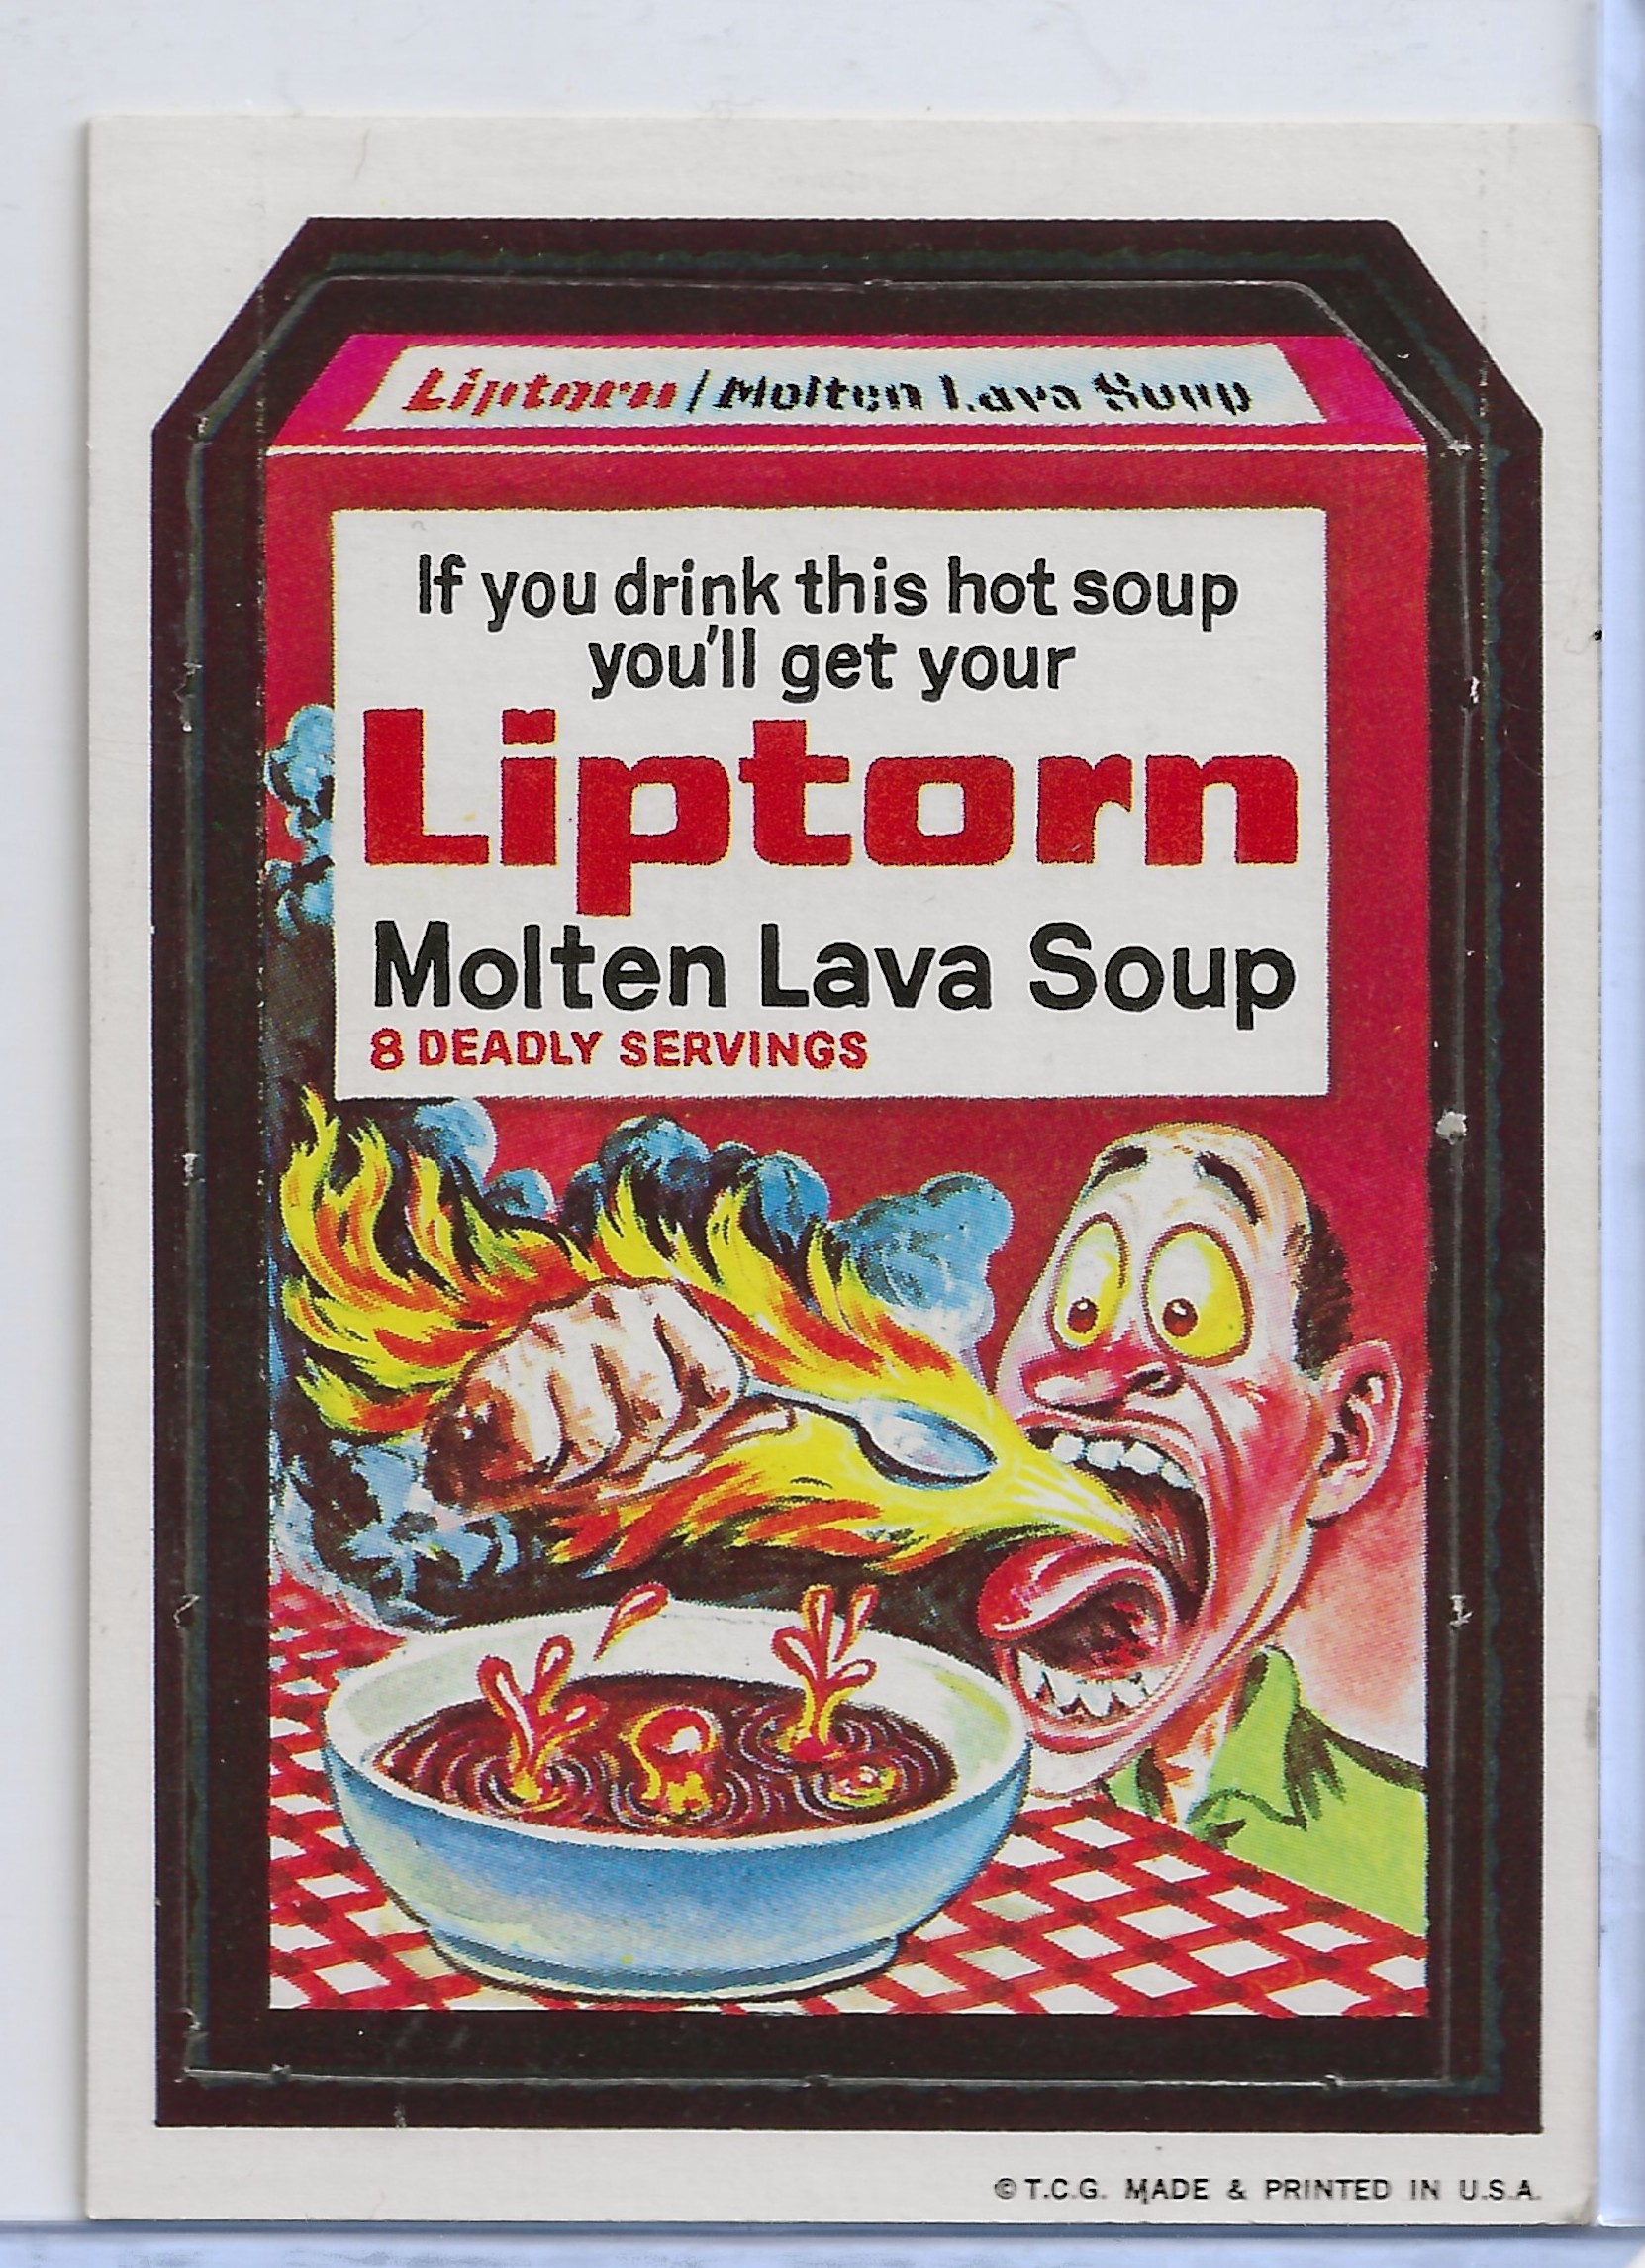 Liptorn/Molten Lava Soup
If you drink this hot soup
you'll get your
Liptorn
Molten Lava Soup
8 DEADLY SERVINGS
© T.C.G. MADE & PRINTED IN U.S.A.